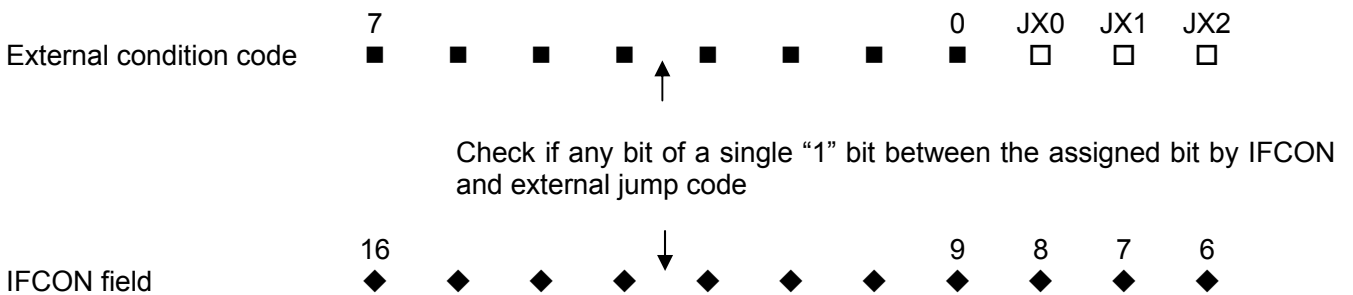 7 0 JX0 JX1 JX2
External condition code
Check if any bit of a single “1” bit between the assigned bit by IFCON
and external jump code
16 9 8 7 6
IFCON field